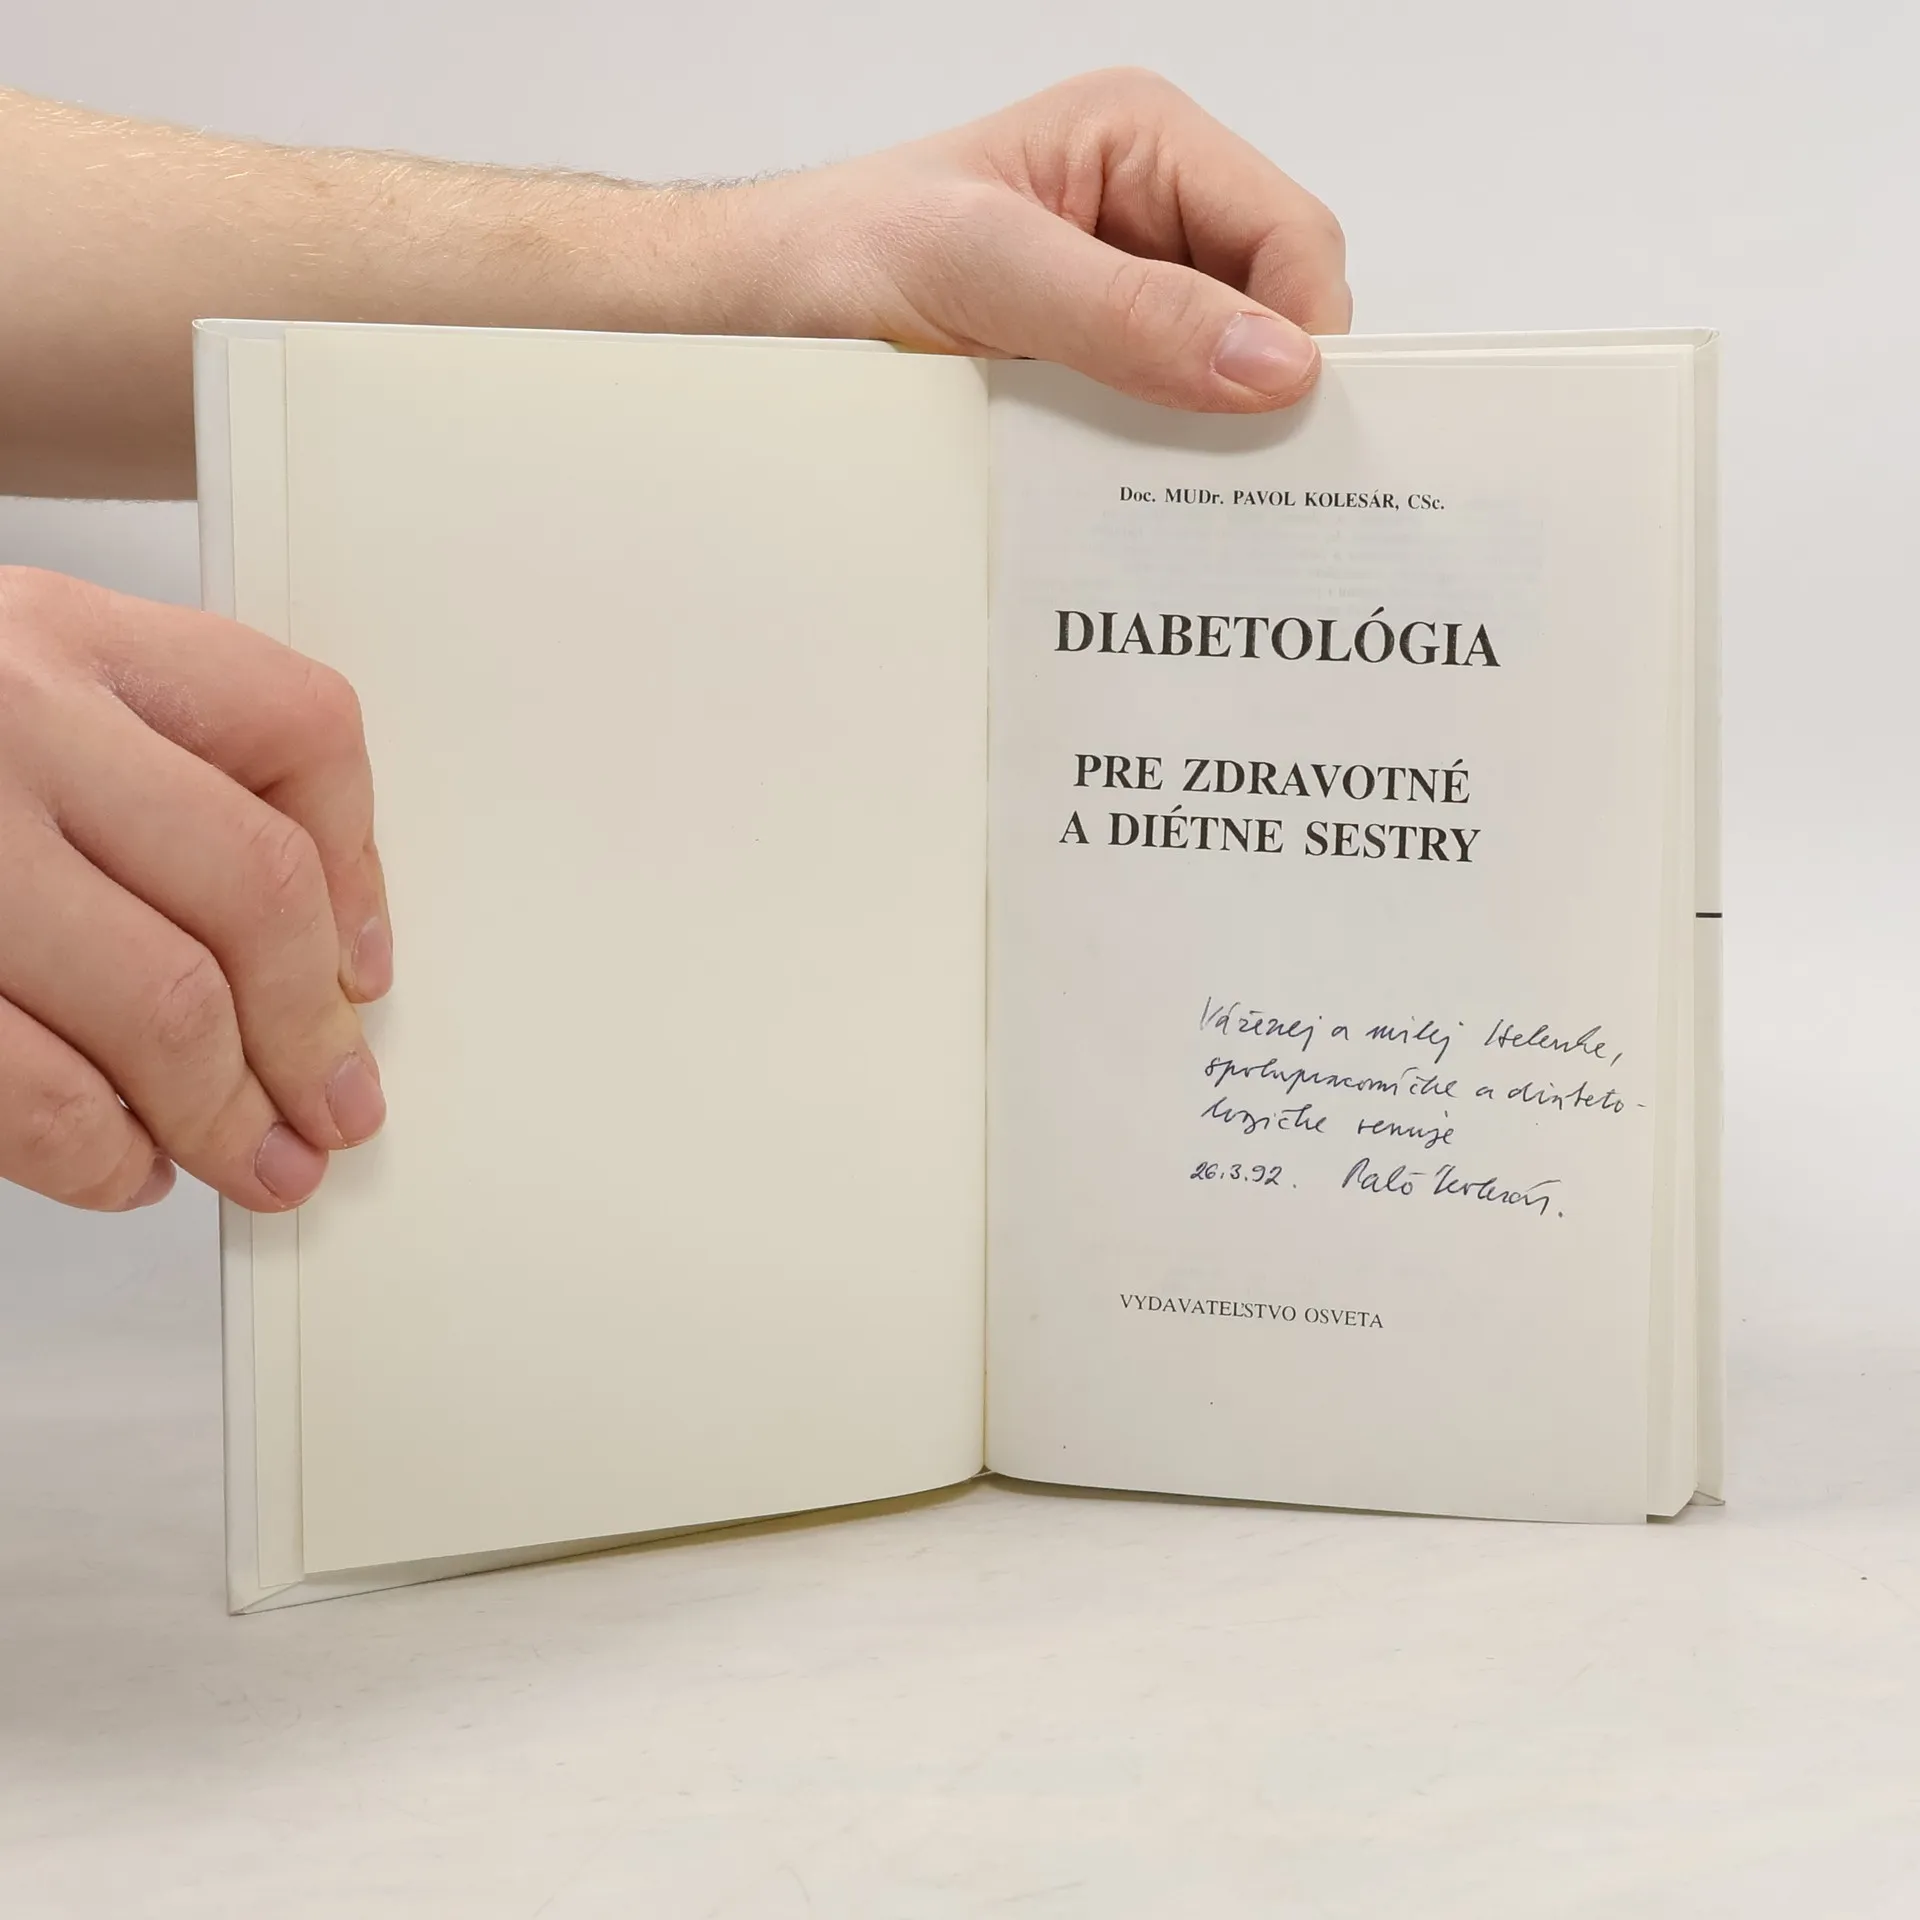 Doc. MUDr. PAVOL KOLESÁR, CSc.
DIABETOLÓGIA
PRE ZDRAVOTNÉ
A DIÉTNE SESTRY
Váženej a milej Helenke,
spolupracovníčke a diabeto-
logičke venuje
26.3.92. Palo Kolesár.
VYDAVATEĽSTVO OSVETA